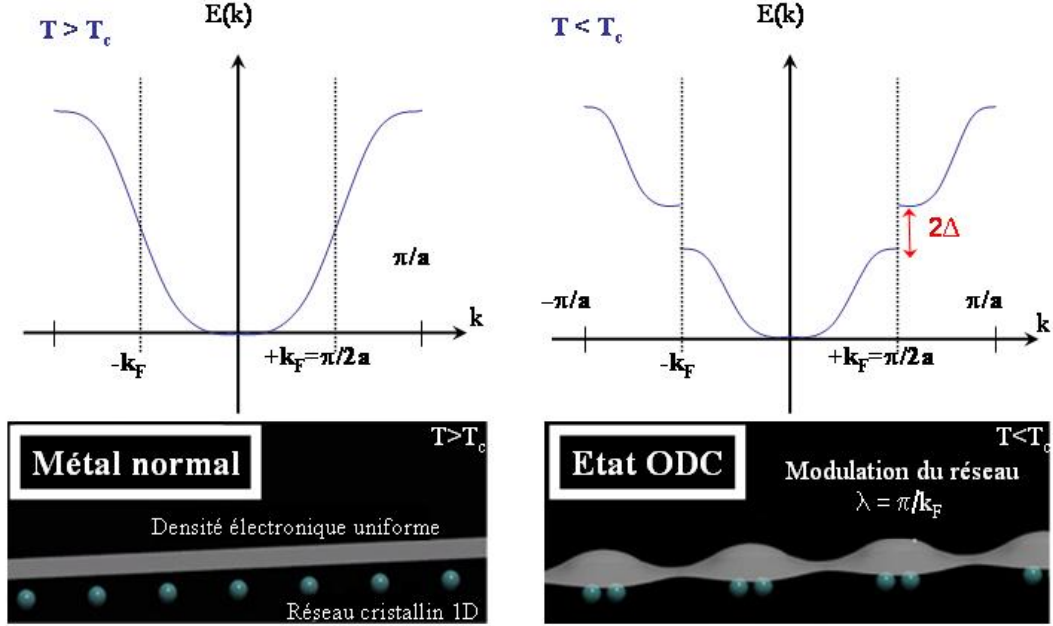 T > Tc
E(k)
π/a
k
-kF
+kF=π/2a
T < Tc
E(k)
2Δ
−π/a
π/a
k
-kF
+kF=π/2a
Métal normal
T>Tc
Densité électronique uniforme
Réseau cristallin 1D
Etat ODC
T<Tc
Modulation du réseau
λ = π/kF